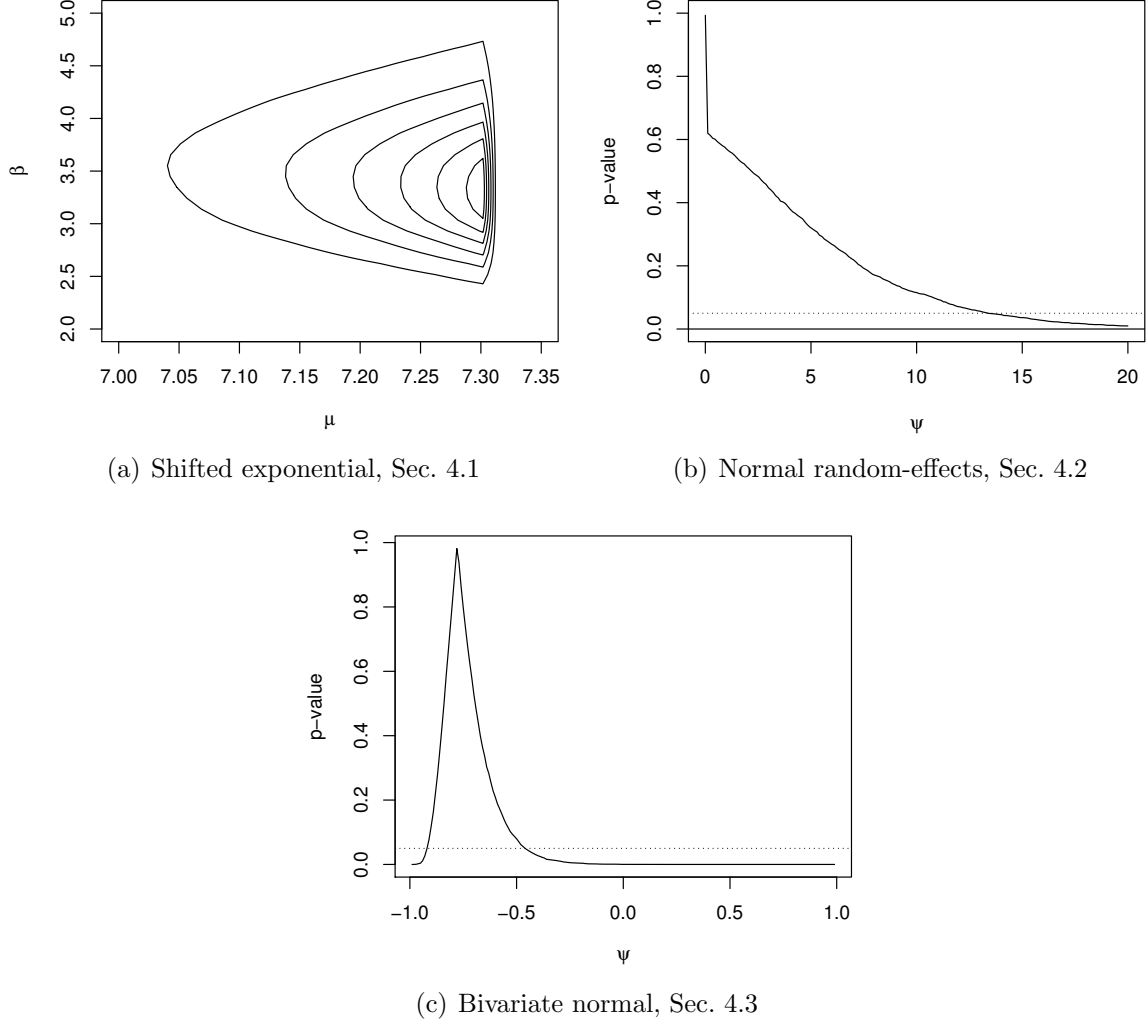 5.0
4.5
4.0
3.5
3.0
2.5
2.0
β
7.00 7.05 7.10 7.15 7.20 7.25 7.30 7.35
μ
(a) Shifted exponential, Sec. 4.1
1.0
0.8
0.6
0.4
0.2
0.0
p−value
0 5 10 15 20
ψ
(b) Normal random-effects, Sec. 4.2
1.0
0.8
0.6
0.4
0.2
0.0
p−value
−1.0 −0.5 0.0 0.5 1.0
ψ
(c) Bivariate normal, Sec. 4.3